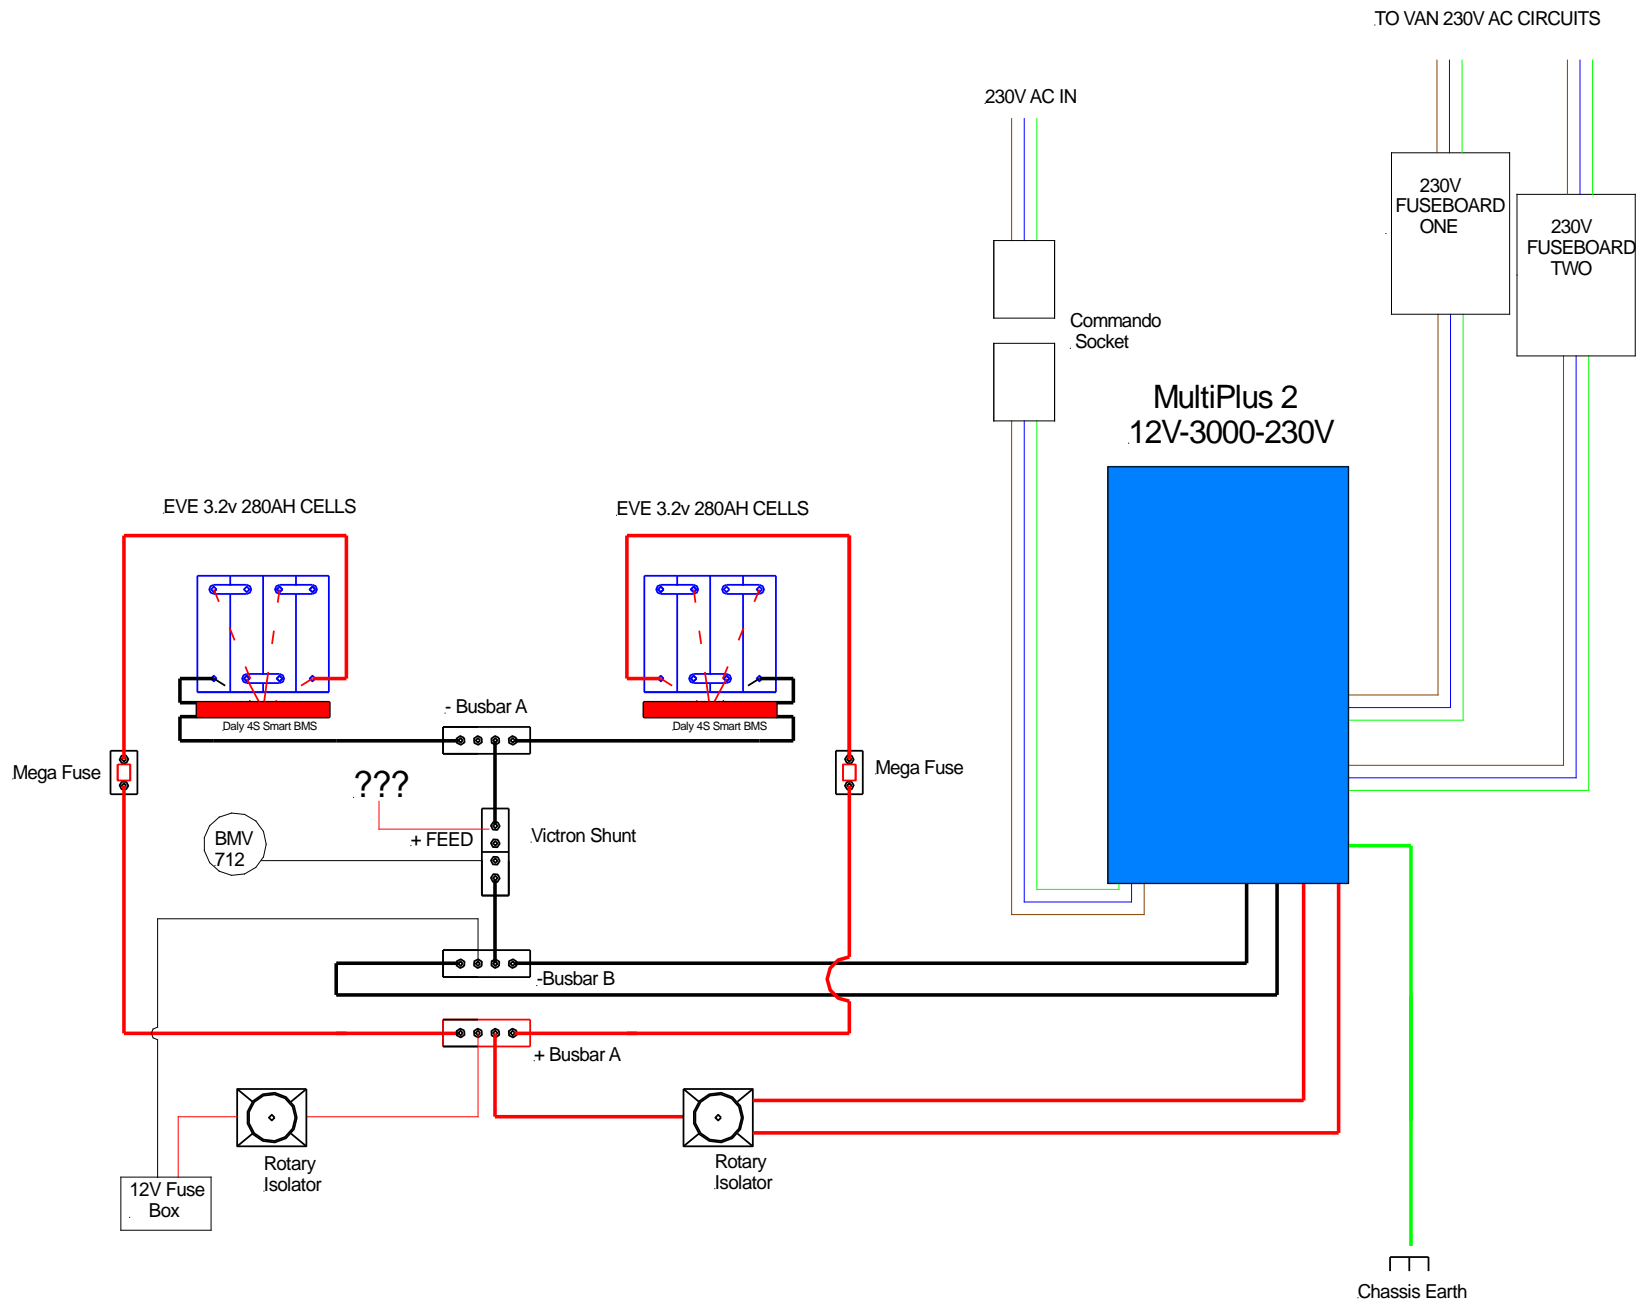 TO VAN 230V AC CIRCUITS
230V AC IN
230V
FUSEBOARD
ONE
230V
FUSEBOARD
TWO
Commando
Socket
MultiPlus 2
12V-3000-230V
EVE 3.2v 280AH CELLS
EVE 3.2v 280AH CELLS
Daly 4S Smart BMS
Daly 4S Smart BMS
- Busbar A
Mega Fuse
Mega Fuse
???
+ FEED
Victron Shunt
BMV
712
-Busbar B
+ Busbar A
Rotary
Isolator
Rotary
Isolator
12V Fuse
Box
Chassis Earth